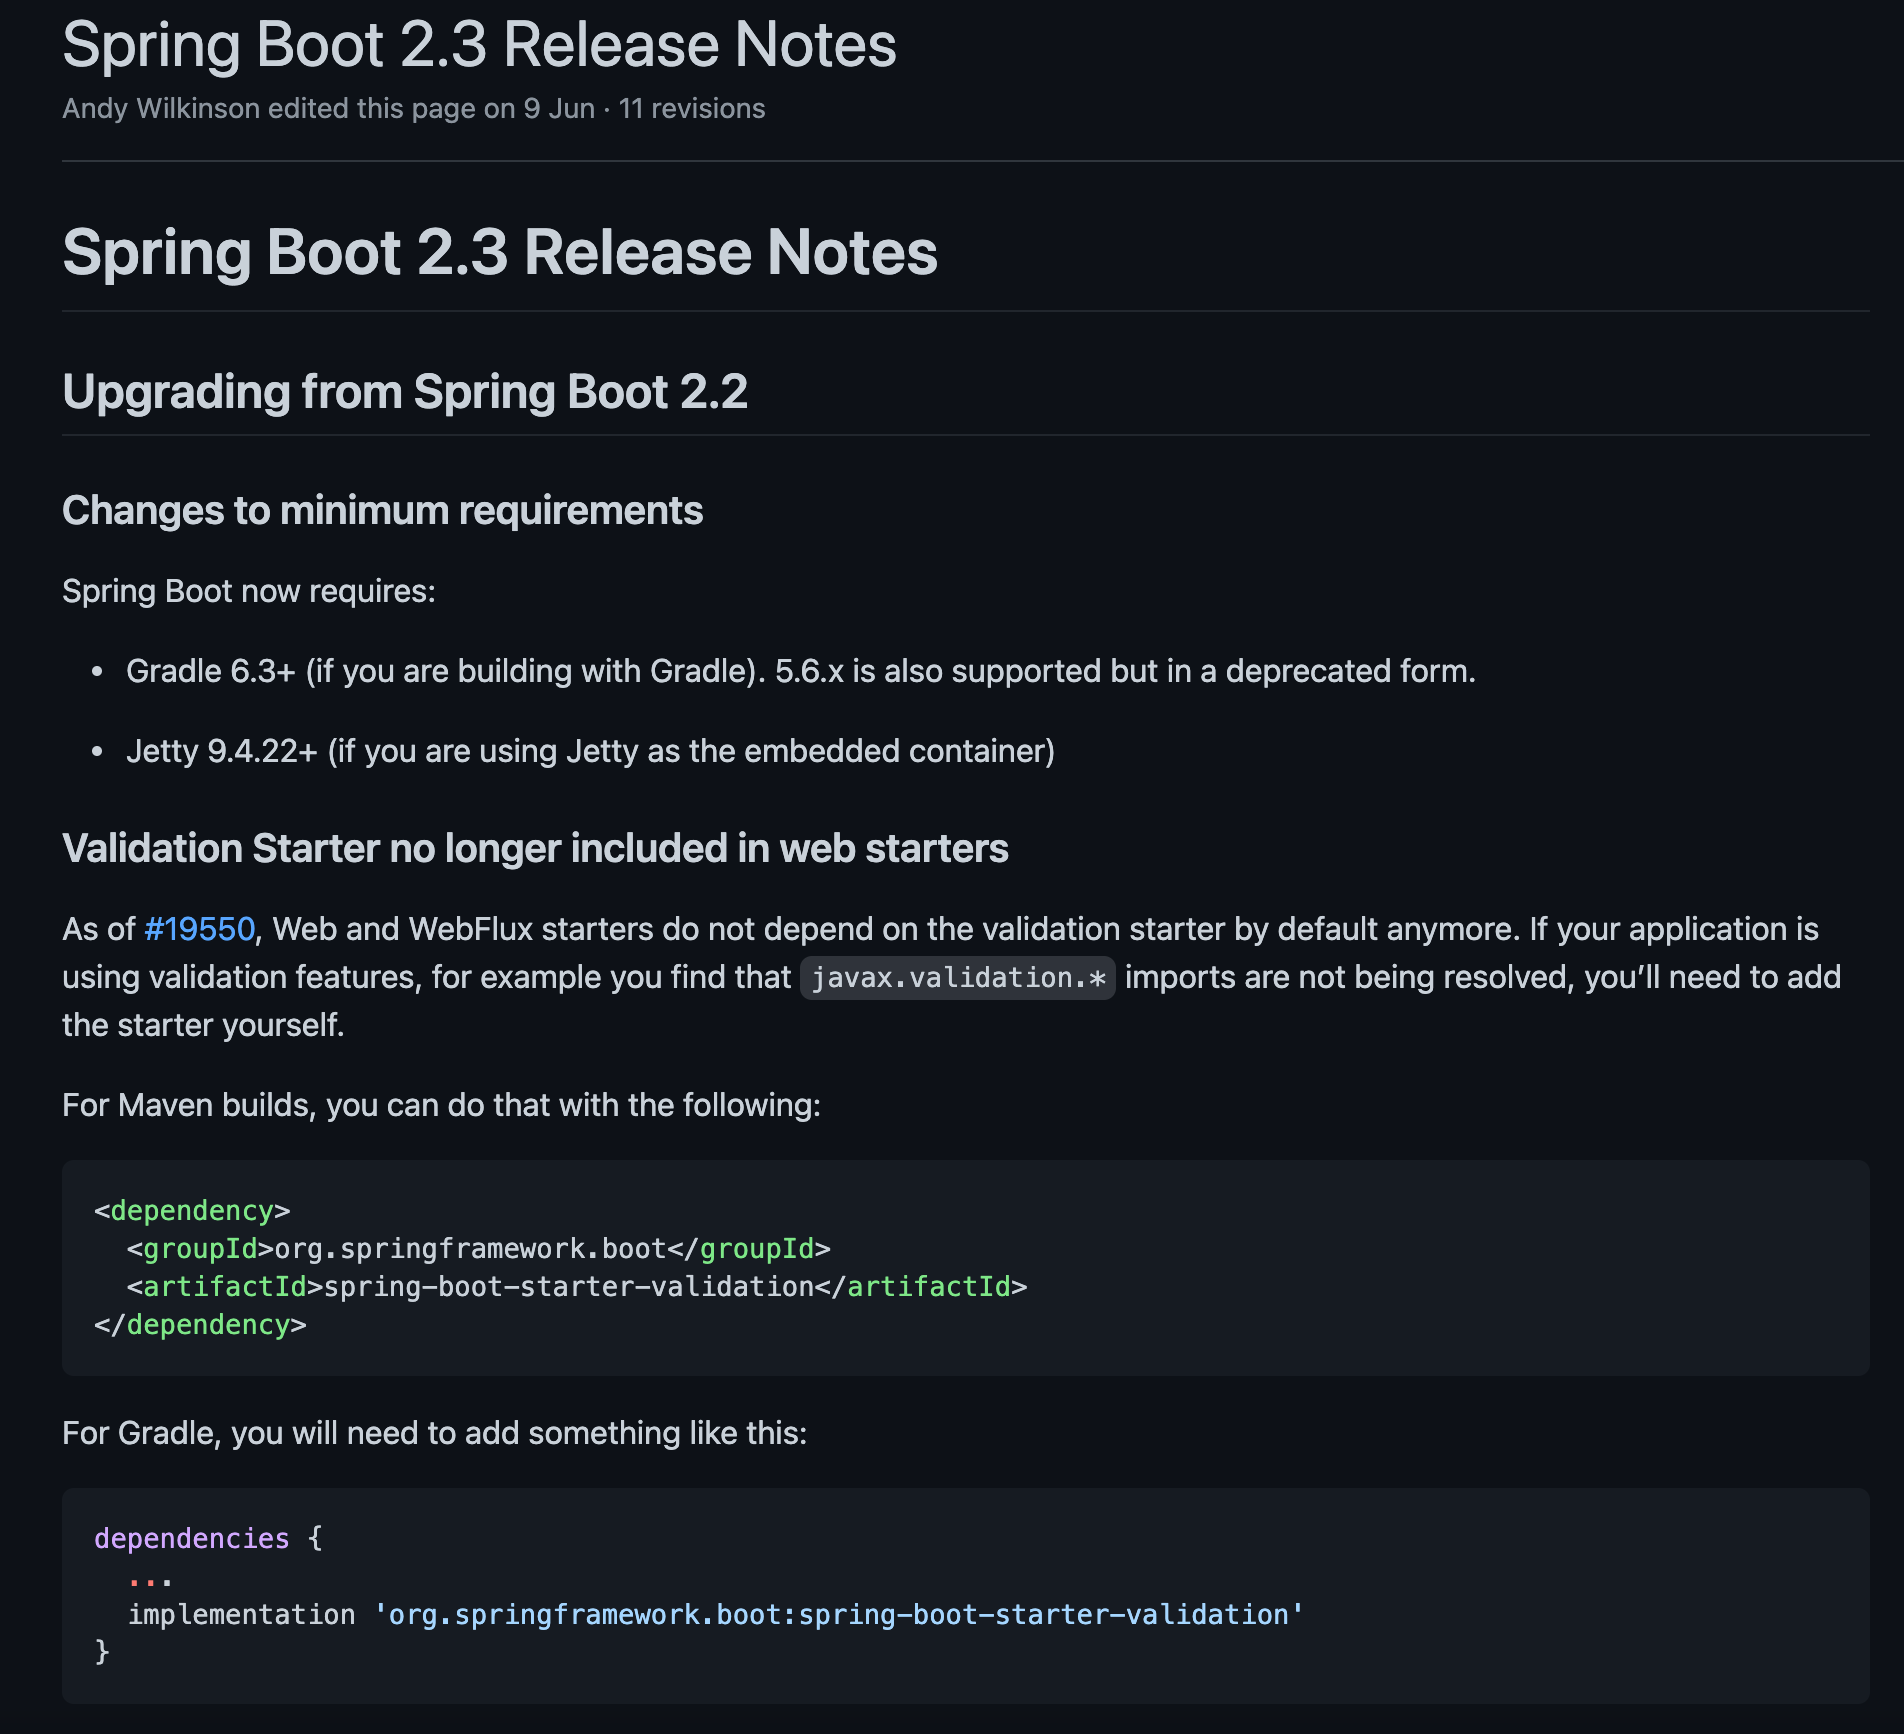 Spring Boot 2.3 Release Notes
Andy Wilkinson edited this page on 9 Jun · 11 revisions
Spring Boot 2.3 Release Notes
Upgrading from Spring Boot 2.2
Changes to minimum requirements
Spring Boot now requires:
• Gradle 6.3+ (if you are building with Gradle). 5.6.x is also supported but in a deprecated form.
• Jetty 9.4.22+ (if you are using Jetty as the embedded container)
Validation Starter no longer included in web starters
As of #19550, Web and WebFlux starters do not depend on the validation starter by default anymore. If your application is
using validation features, for example you find that javax.validation.* imports are not being resolved, you’ll need to add
the starter yourself.
For Maven builds, you can do that with the following:
<dependency>
  <groupId>org.springframework.boot</groupId>
  <artifactId>spring-boot-starter-validation</artifactId>
</dependency>
For Gradle, you will need to add something like this:
dependencies {
  ...
  implementation 'org.springframework.boot:spring-boot-starter-validation'
}